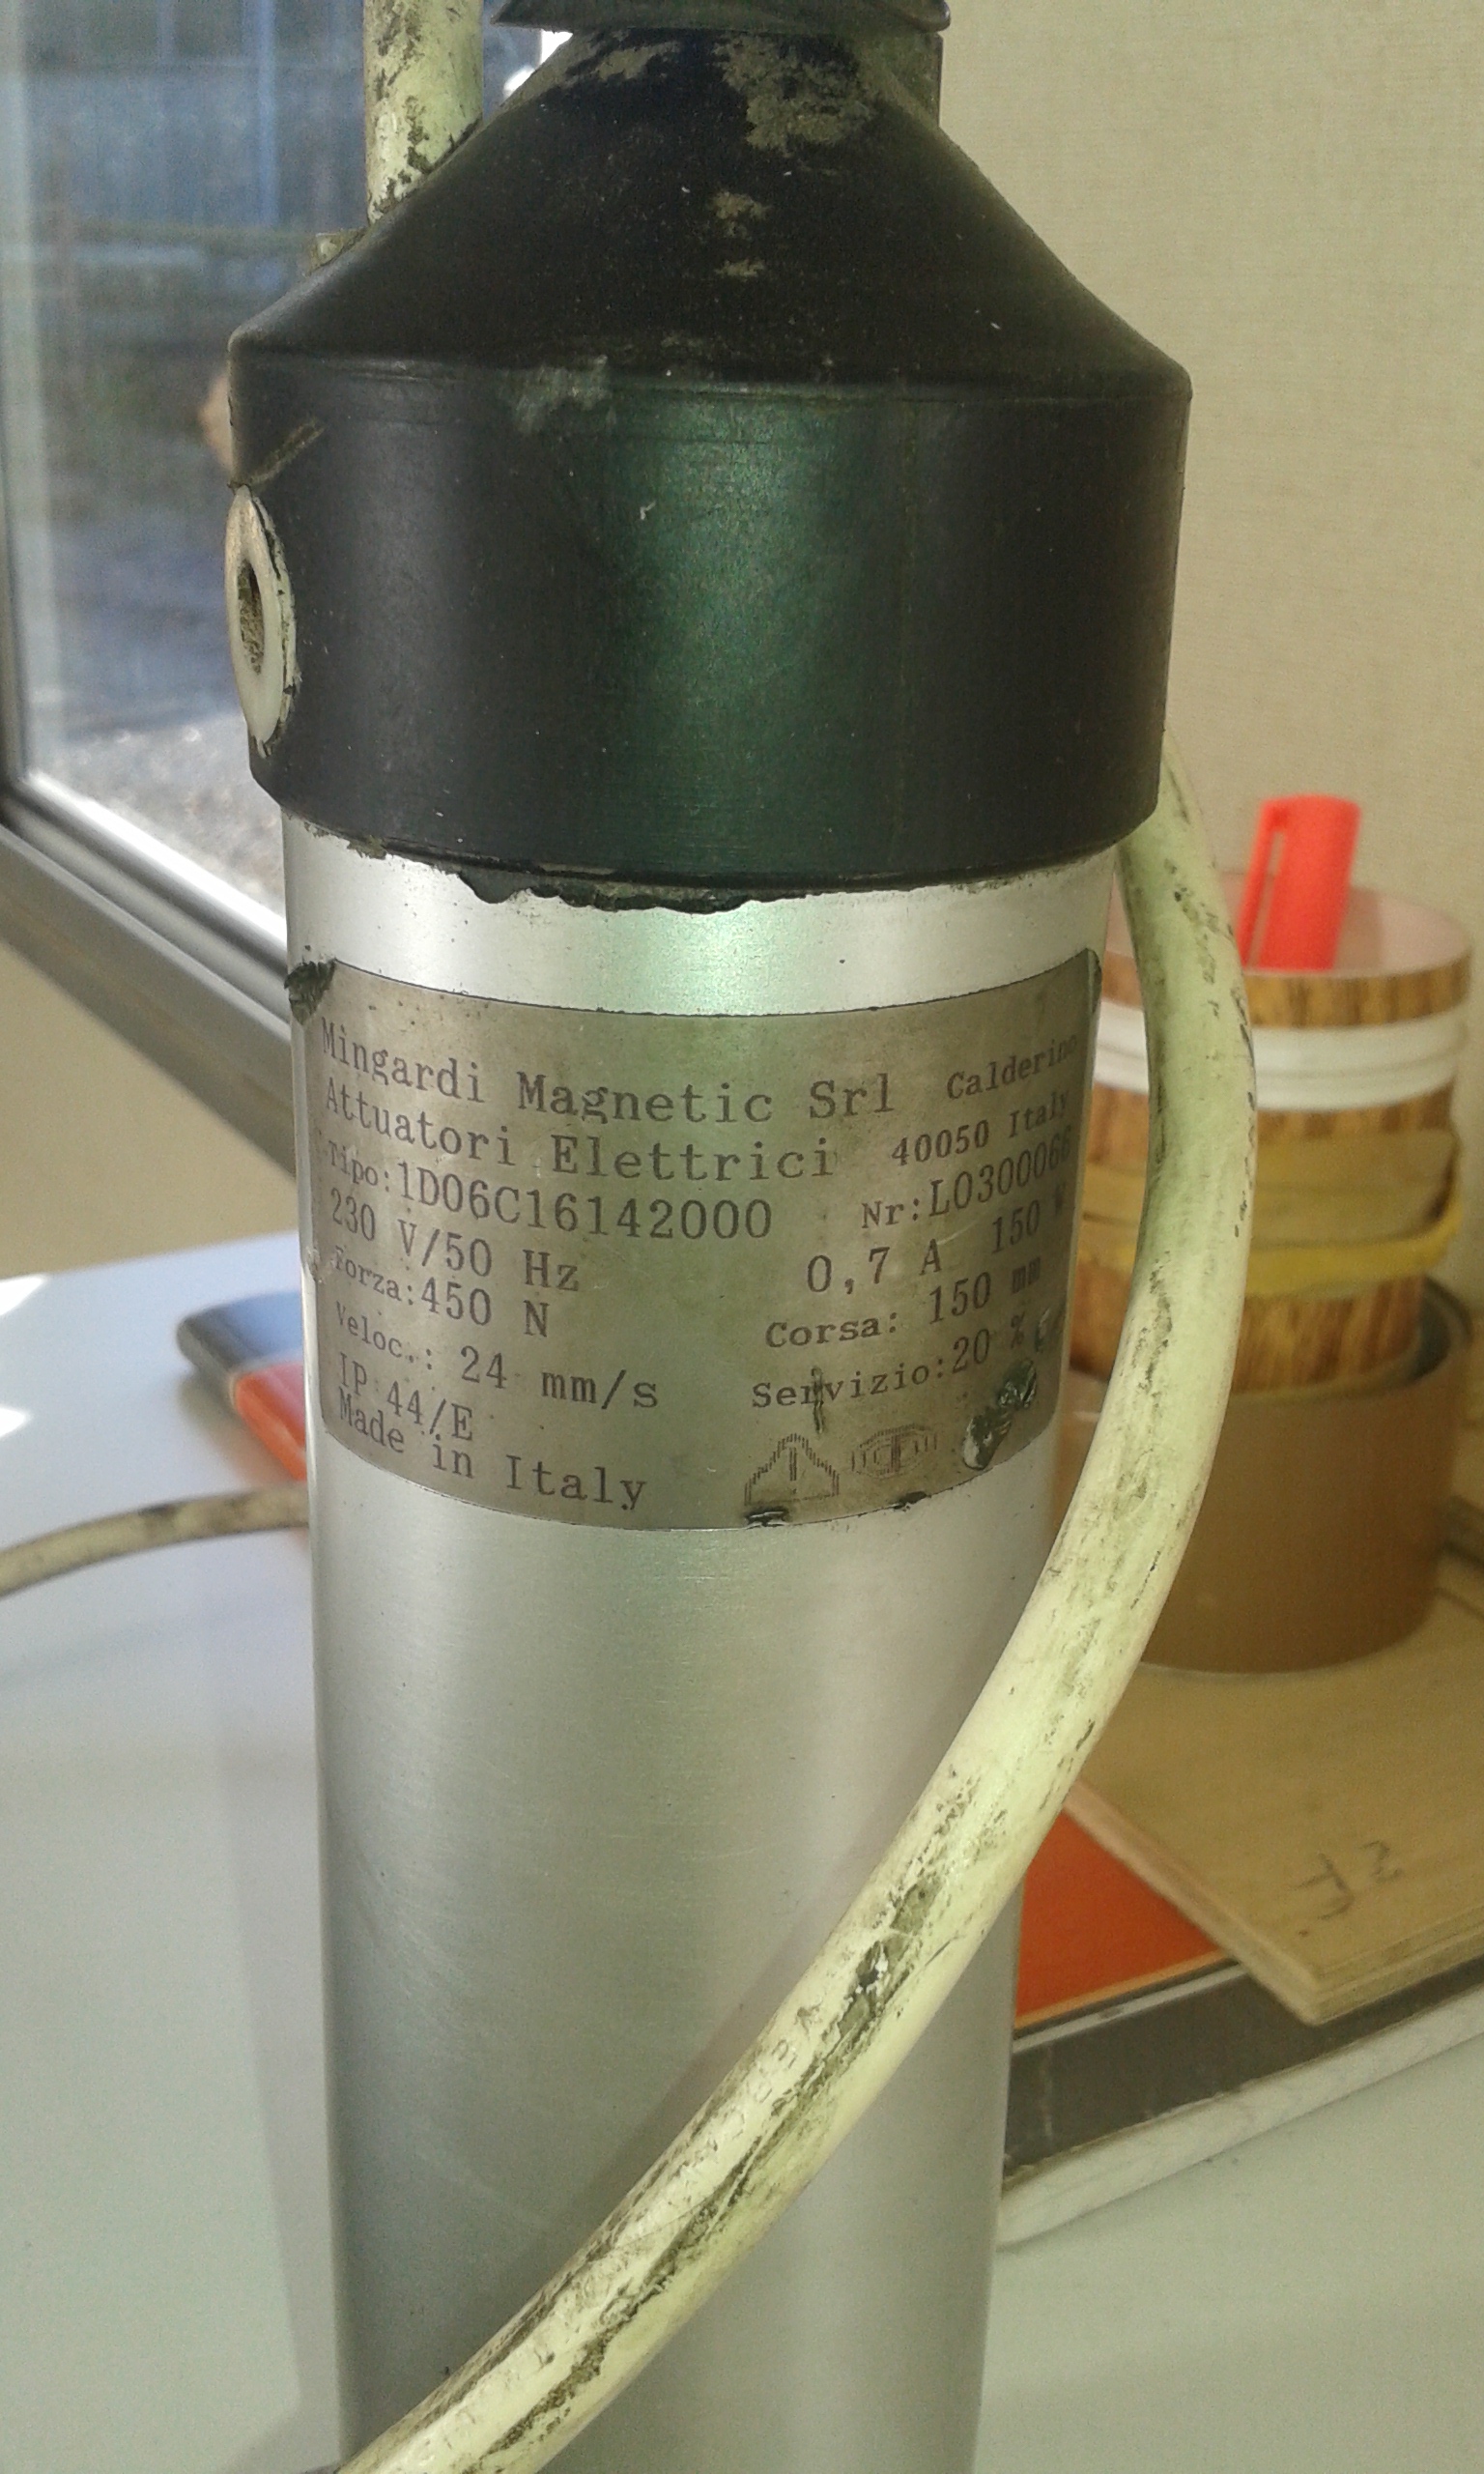 Mingardi Magnetic Srl Calderino
Attuatori Elettrici 40050 Italy
Tipo:1D06C16142000 Nr:L0300066
230 V/50 Hz 0,7 A 150 W
Forza:450 N Corsa: 150 mm
Veloc.: 24 mm/s Servizio:20 %
IP 44/E
Made in Italy